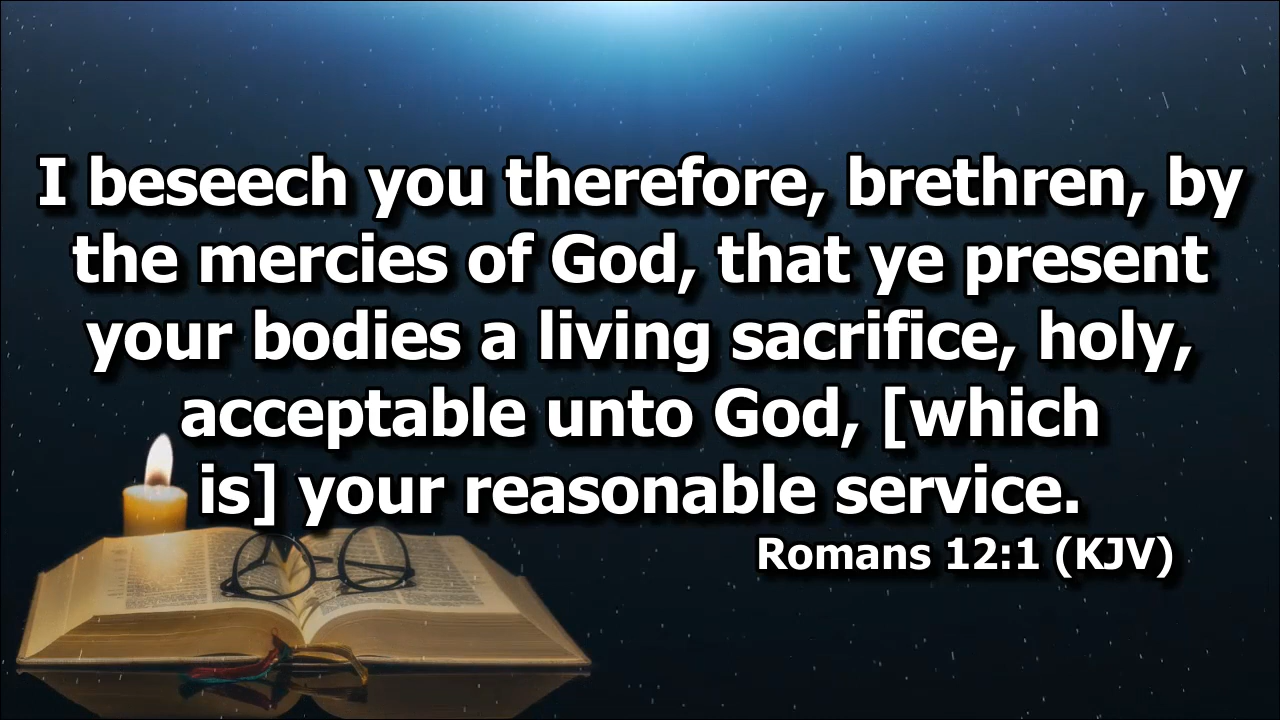 I beseech you therefore, brethren, by
the mercies of God, that ye present
your bodies a living sacrifice, holy,
acceptable unto God, [which
is] your reasonable service.
Romans 12:1 (KJV)